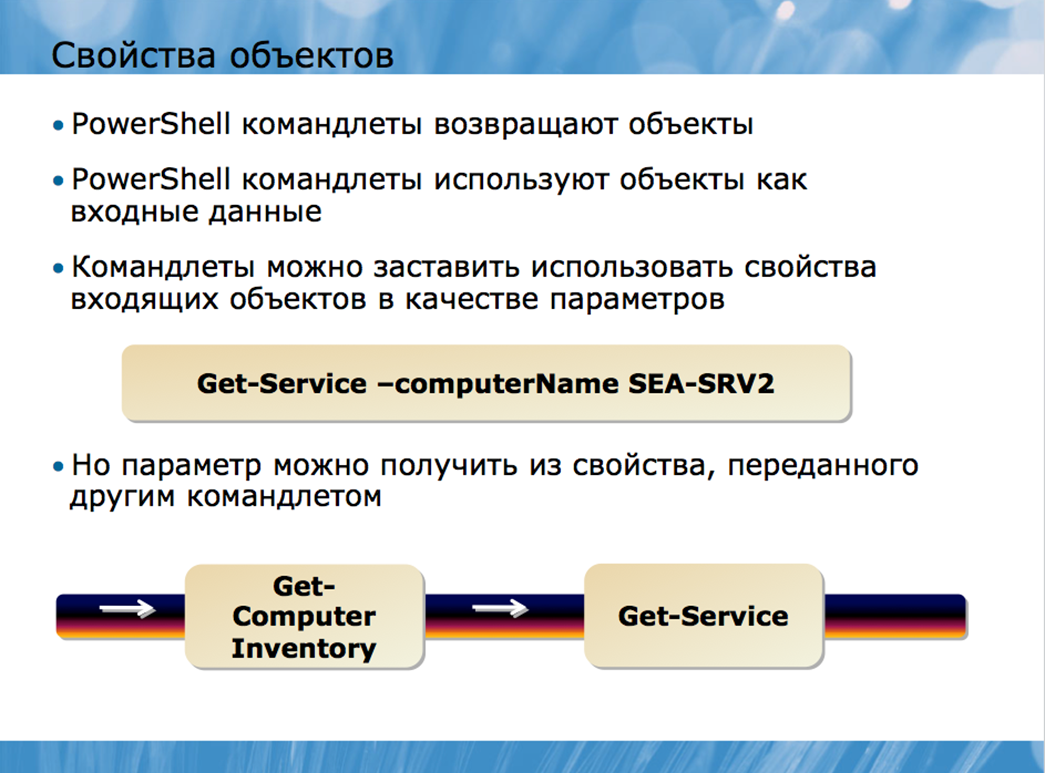 Свойства объектов
• PowerShell командлеты возвращают объекты
• PowerShell командлеты используют объекты как
входные данные
• Командлеты можно заставить использовать свойства
входящих объектов в качестве параметров
Get-Service –computerName SEA-SRV2
• Но параметр можно получить из свойства, переданного
другим командлетом
Get-
Computer
Inventory
Get-Service